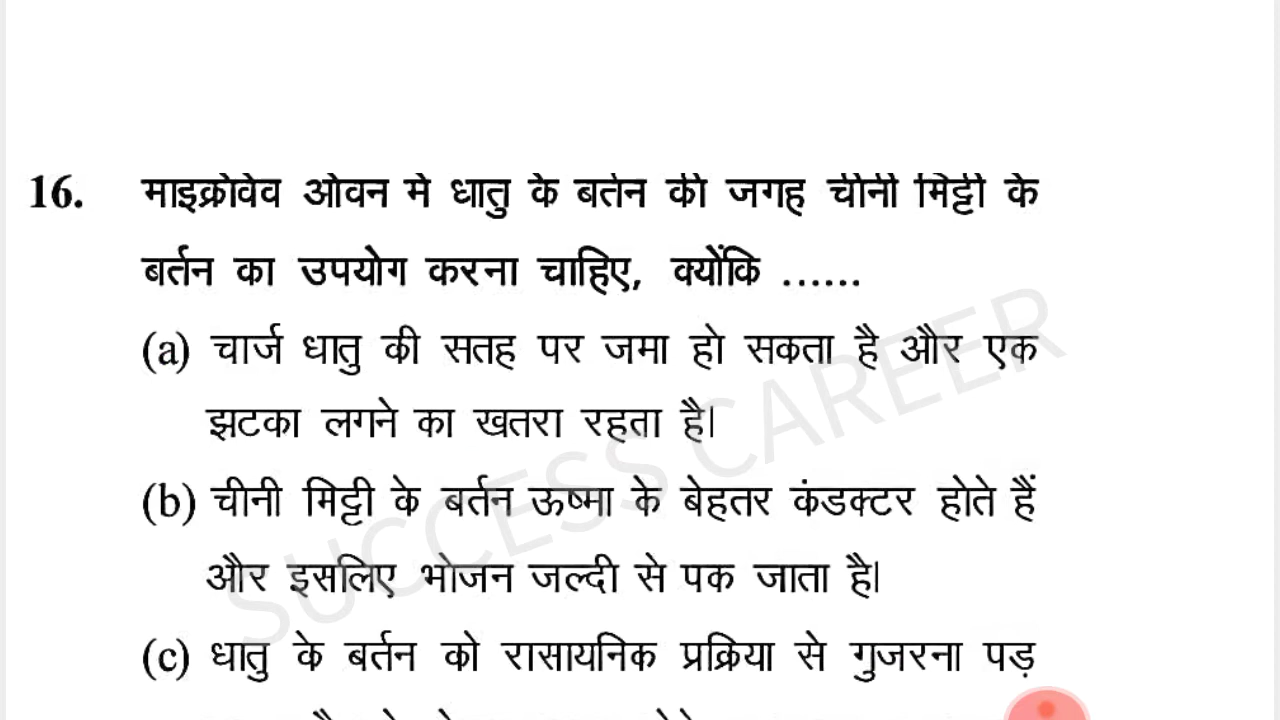 16. माइक्रोवेव ओवन में धातु के बर्तन की जगह चीनी मिट्टी के
बर्तन का उपयोग करना चाहिए, क्योंकि ......
(a) चार्ज धातु की सतह पर जमा हो सकता है और एक
झटका लगने का खतरा रहता है।
(b) चीनी मिट्टी के बर्तन ऊष्मा के बेहतर कंडक्टर होते हैं
और इसलिए भोजन जल्दी से पक जाता है।
(c) धातु के बर्तन को रासायनिक प्रक्रिया से गुजरना पड़
SUCCESS CAREER